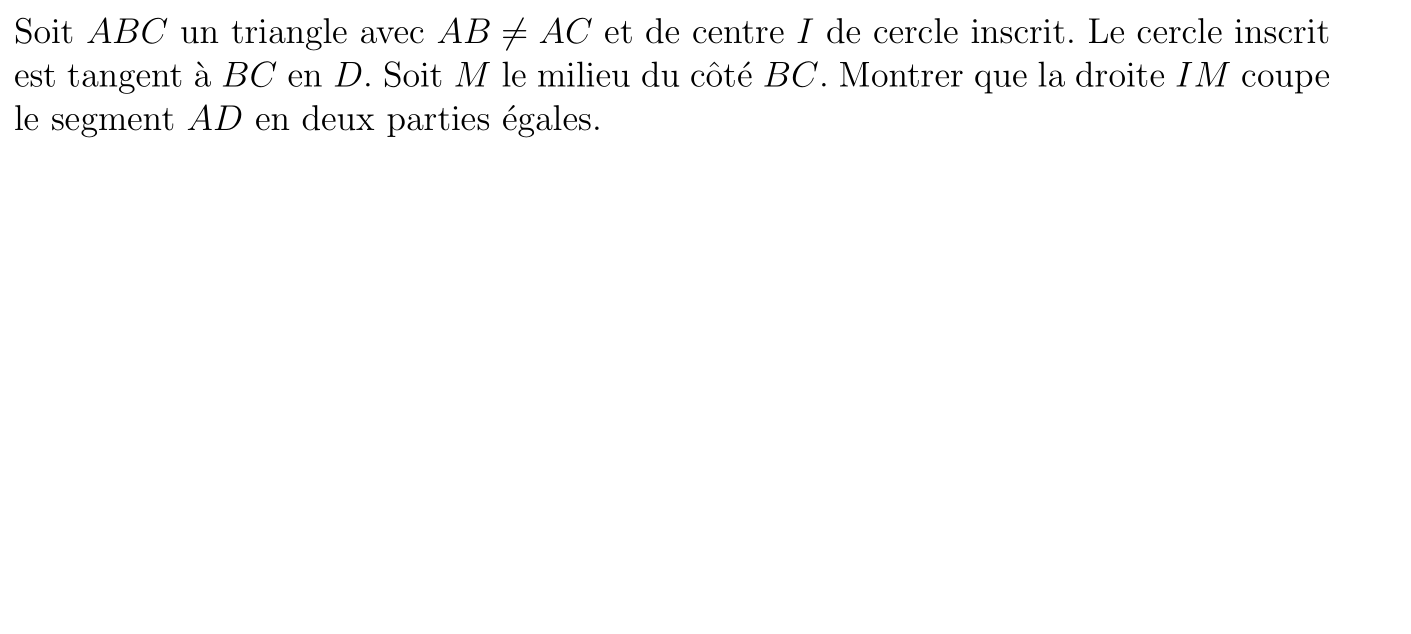 Soit ABC un triangle avec AB ≠ AC et de centre I de cercle inscrit. Le cercle inscrit
est tangent à BC en D. Soit M le milieu du côté BC. Montrer que la droite IM coupe
le segment AD en deux parties égales.